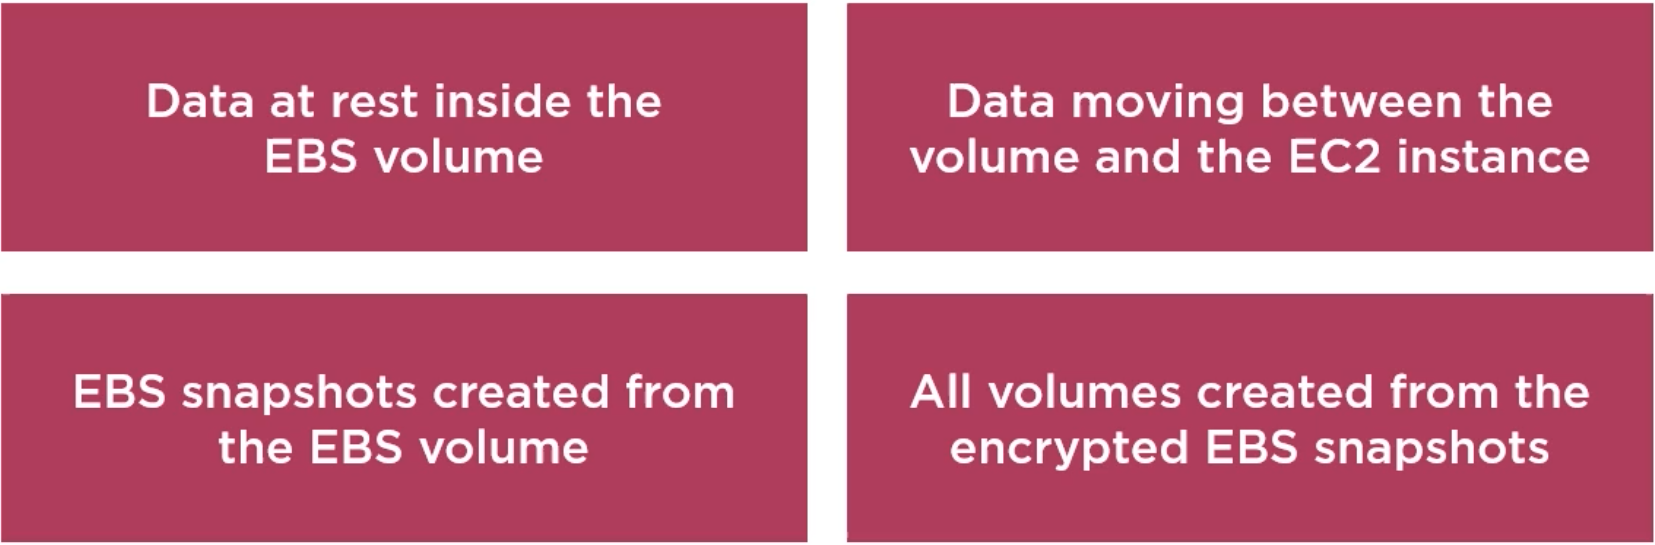 Data at rest inside the
EBS volume
Data moving between the
volume and the EC2 instance
EBS snapshots created from
the EBS volume
All volumes created from the
encrypted EBS snapshots